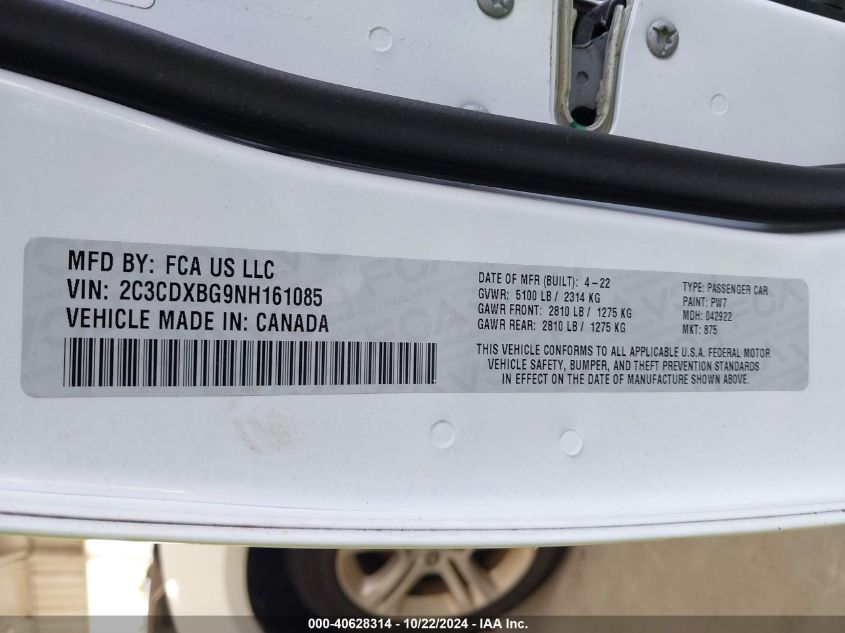 MFD BY: FCA US LLC
VIN: 2C3CDXBG9NH161085
VEHICLE MADE IN: CANADA
DATE OF MFR (BUILT): 4-22
GVWR: 5100 LB / 2314 KG
GAWR FRONT: 2810 LB / 1275 KG
GAWR REAR: 2810 LB / 1275 KG
TYPE: PASSENGER CAR
PAINT: PW7
MDH: 042922
MKT: 875
THIS VEHICLE CONFORMS TO ALL APPLICABLE U.S.A. FEDERAL MOTOR
VEHICLE SAFETY, BUMPER, AND THEFT PREVENTION STANDARDS
IN EFFECT ON THE DATE OF MANUFACTURE SHOWN ABOVE.
000-40628314 - 10/22/2024 - IAA Inc.